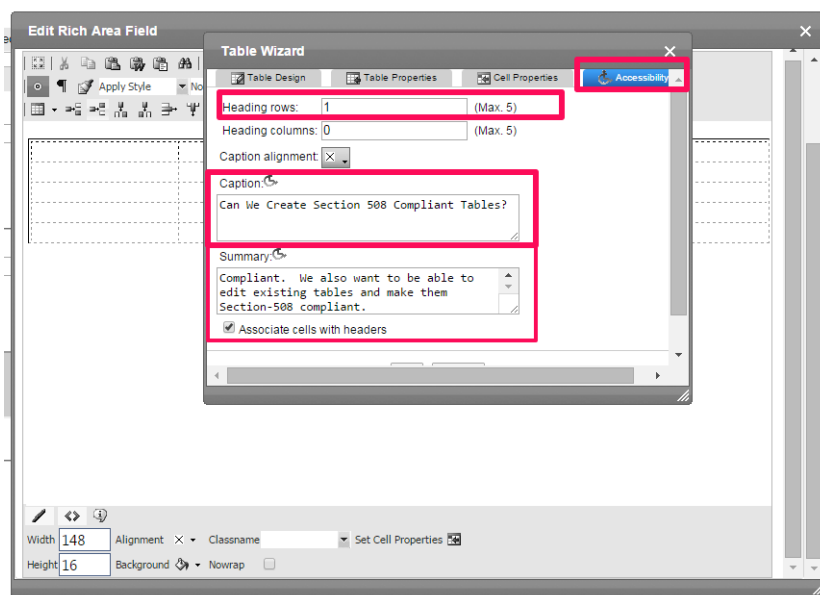 Edit Rich Area Field
Table Wizard
Table Design Table Properties Cell Properties Accessibility
Apply Style No
Heading rows: 1 (Max. 5)
Heading columns: 0 (Max. 5)
Caption alignment:
Caption:
Can We Create Section 508 Compliant Tables?
Summary:
Compliant. We also want to be able to
edit existing tables and make them
Section-508 compliant.
Associate cells with headers
Width 148 Alignment Classname Set Cell Properties
Height 16 Background Nowrap